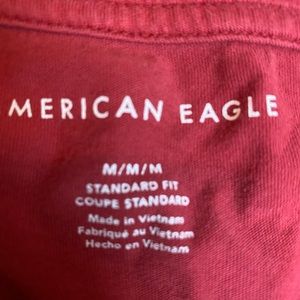 MERICAN EAGLE
M/M/M
STANDARD FIT
COUPE STANDARD
Made in Vietnam
Fabriqué au Vietnam
Hecho en Vietnam